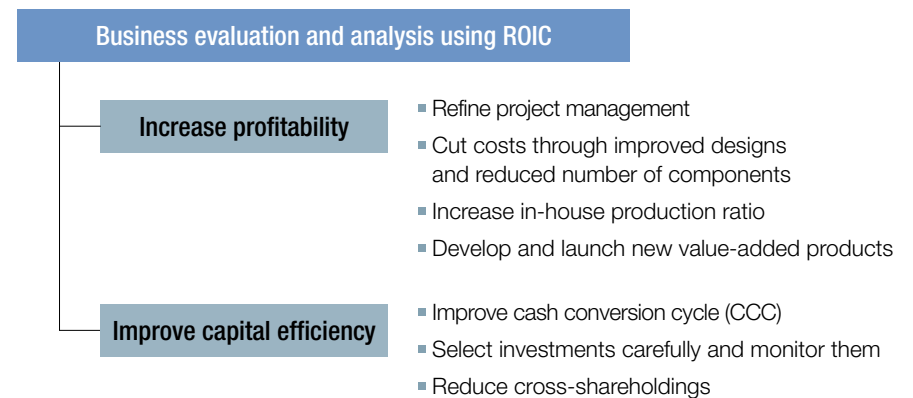 Business evaluation and analysis using ROIC
Increase profitability
▪ Refine project management
▪ Cut costs through improved designs
and reduced number of components
▪ Increase in-house production ratio
▪ Develop and launch new value-added products
Improve capital efficiency
▪ Improve cash conversion cycle (CCC)
▪ Select investments carefully and monitor them
▪ Reduce cross-shareholdings